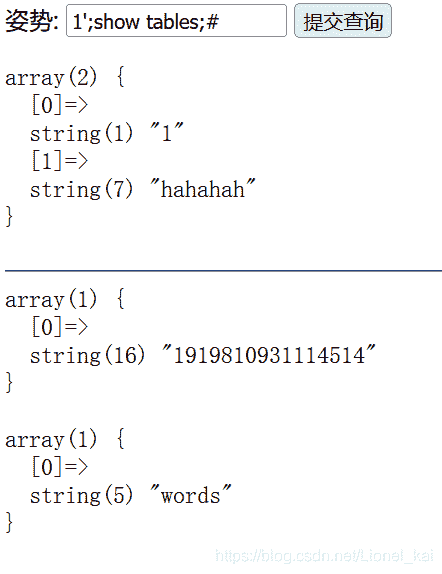 姿势: 1';show tables;# 提交查询
array(2) {
  [0]=>
  string(1) "1"
  [1]=>
  string(7) "hahahah"
}
array(1) {
  [0]=>
  string(16) "1919810931114514"
}
array(1) {
  [0]=>
  string(5) "words"
}
https://blog.csdn.net/Lionel_kai